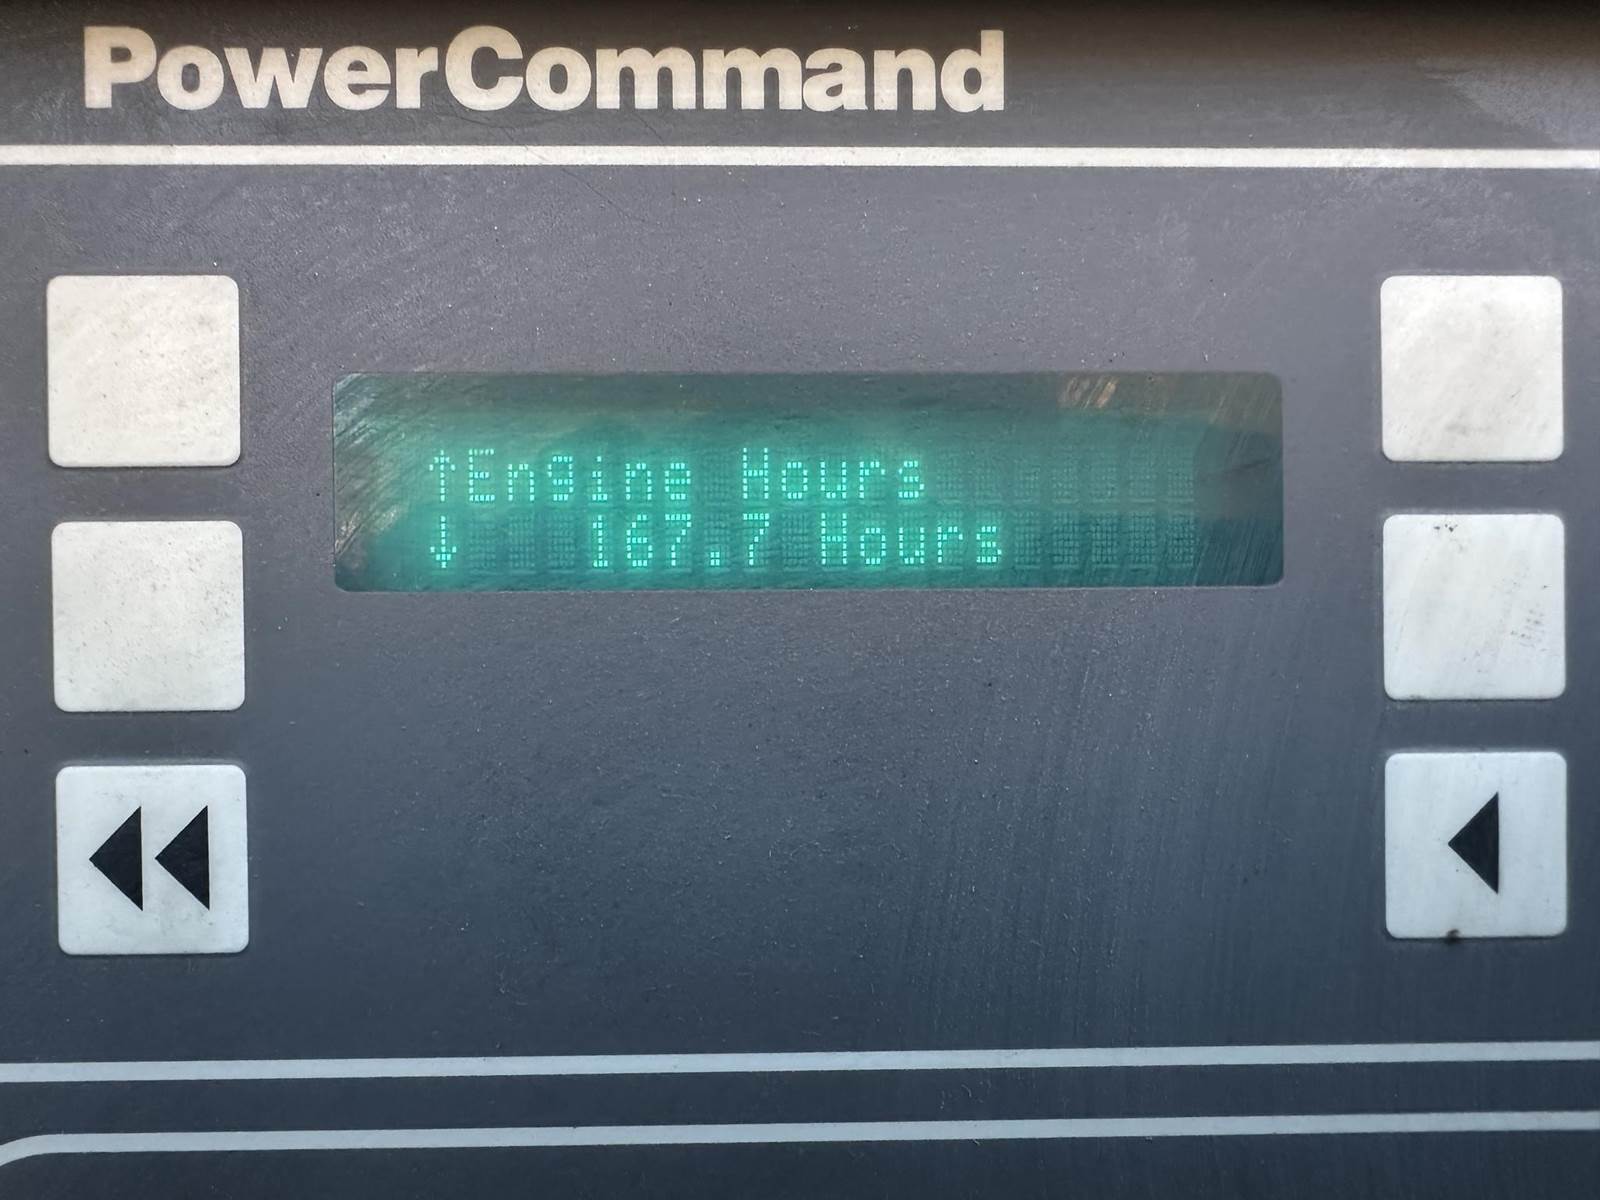 PowerCommand
↑Engine Hours
↓ 167.7 Hours